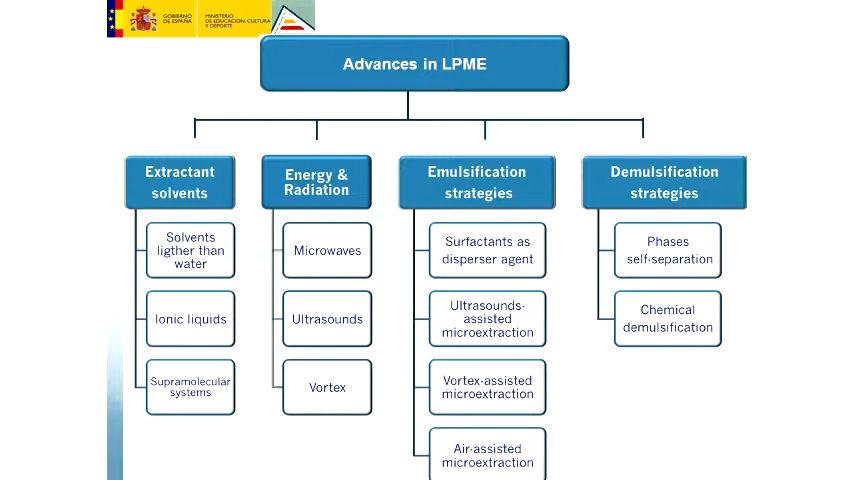 GOBIERNO
DE ESPAÑA
MINISTERIO
DE EDUCACIÓN, CULTURA
Y DEPORTE
Advances in LPME
Extractant
solvents
Solvents
ligther than
water
Ionic liquids
Supramolecular
systems
Energy &
Radiation
Microwaves
Ultrasounds
Vortex
Emulsification
strategies
Surfactants as
disperser agent
Ultrasounds-
assisted
microextraction
Vortex-assisted
microextraction
Air-assisted
microextraction
Demulsification
strategies
Phases
self-separation
Chemical
demulsification